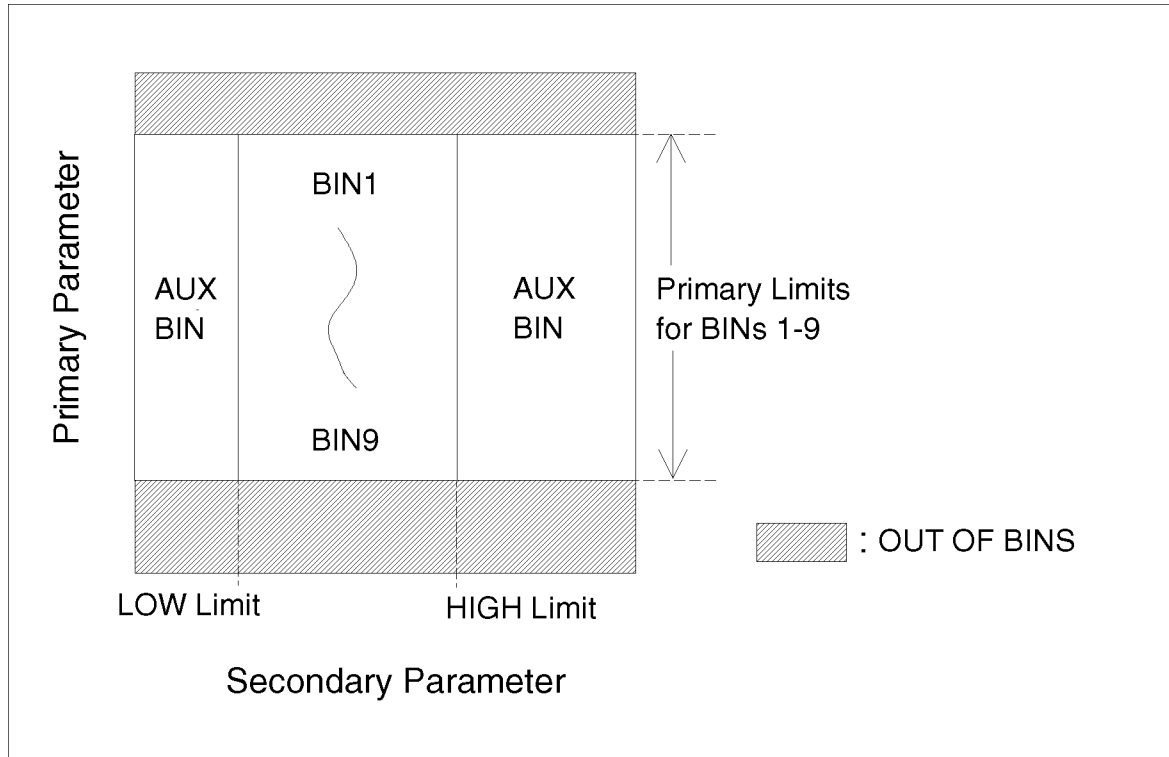 Primary Parameter
BIN1
AUX
BIN
AUX
BIN
Primary Limits
for BINs 1-9
BIN9
: OUT OF BINS
LOW Limit
HIGH Limit
Secondary Parameter